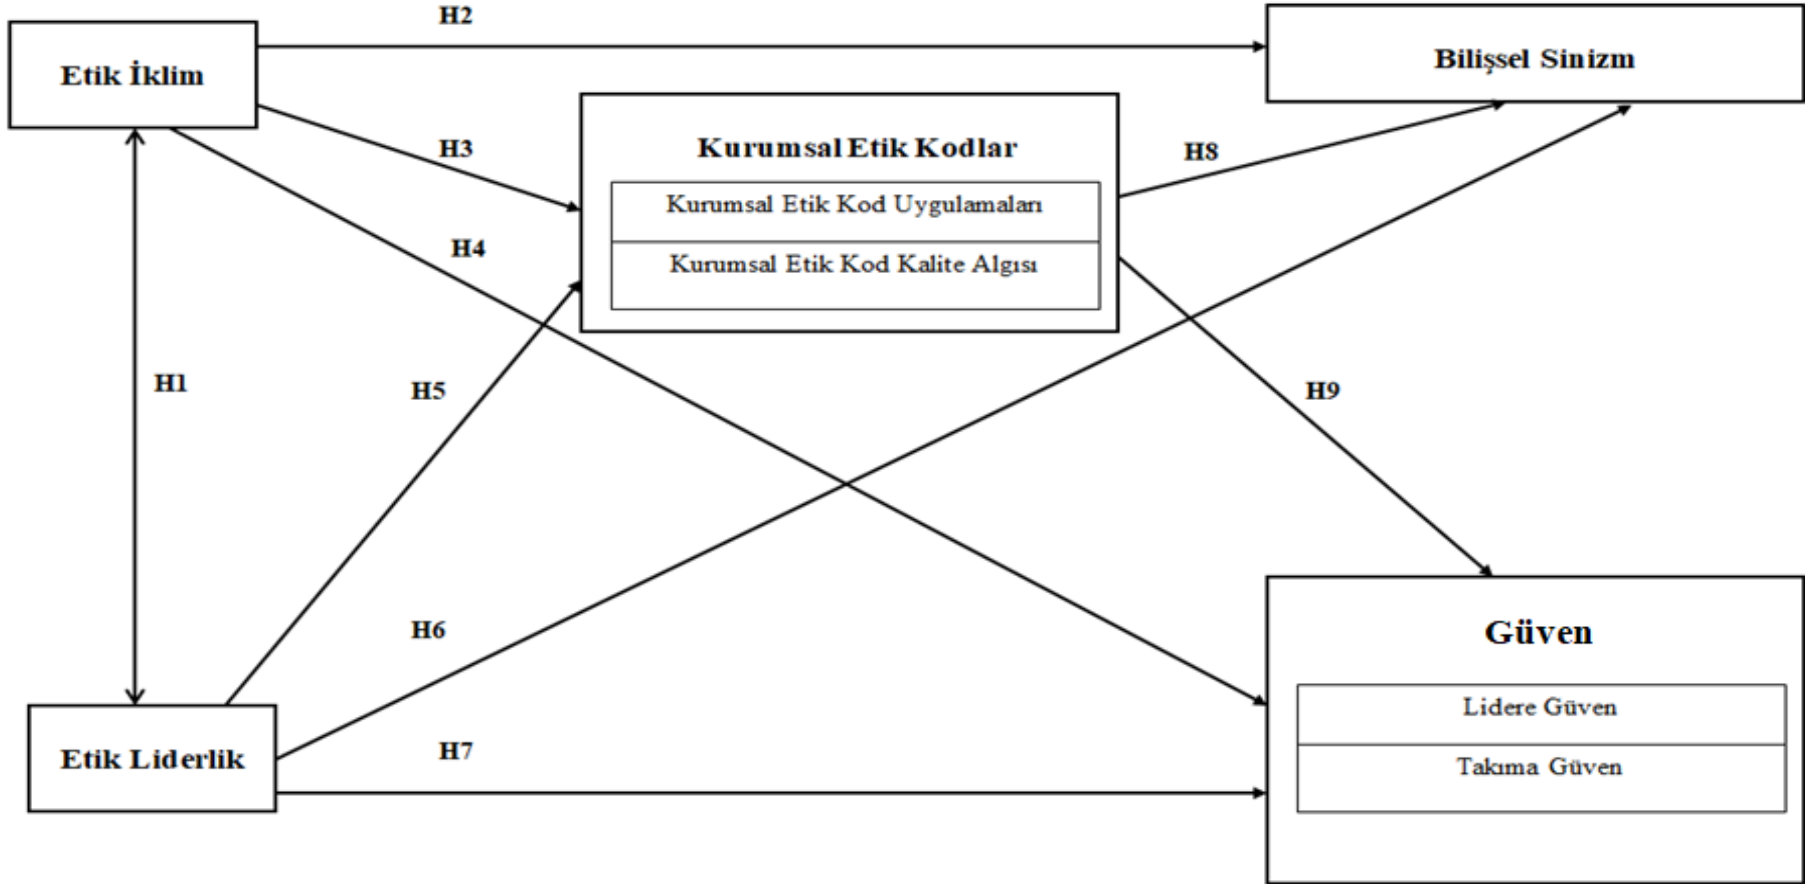 H2
Etik İklim
Bilişsel Sinizm
H3
Kurumsal Etik Kodlar
H8
Kurumsal Etik Kod Uygulamaları
H4
Kurumsal Etik Kod Kalite Algısı
H1
H5
H9
H6
Güven
Lidere Güven
Etik Liderlik
H7
Takıma Güven